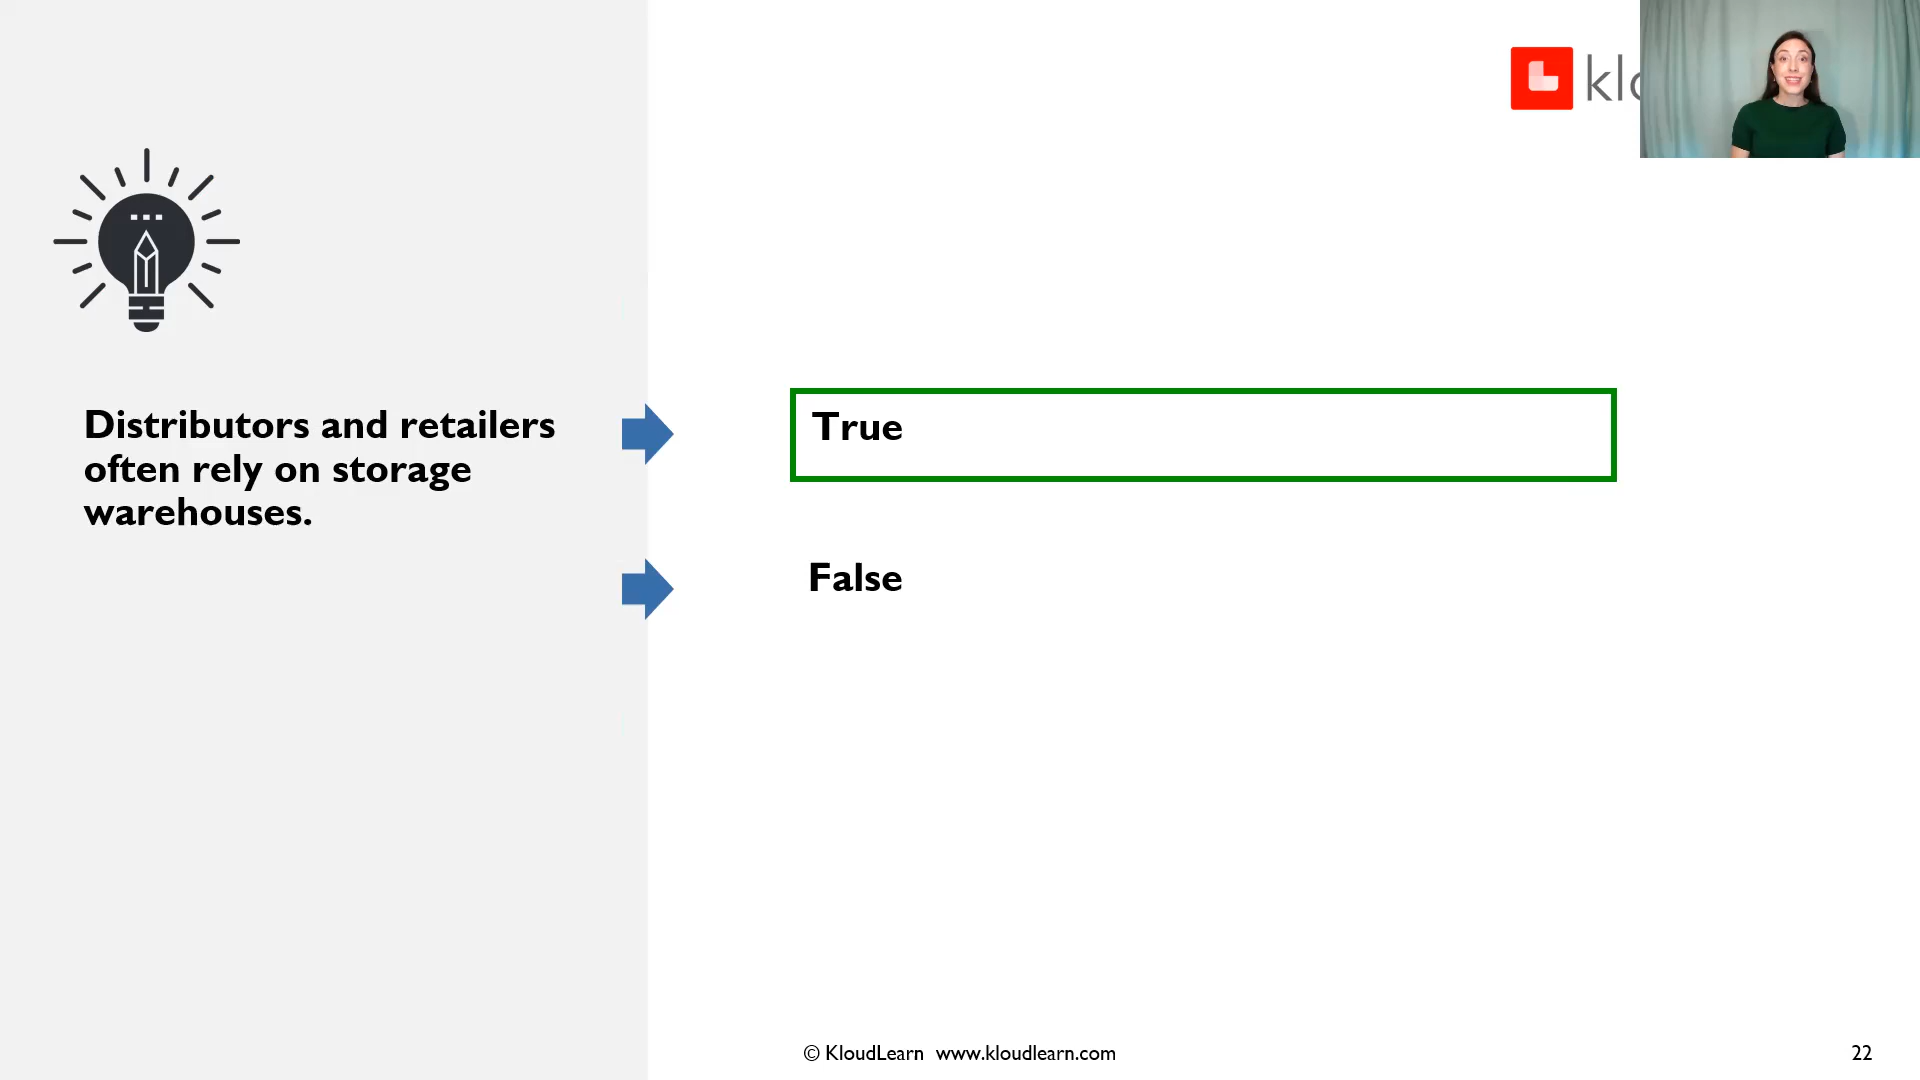 Distributors and retailers
often rely on storage
warehouses.
True
False
© KloudLearn www.kloudlearn.com
22